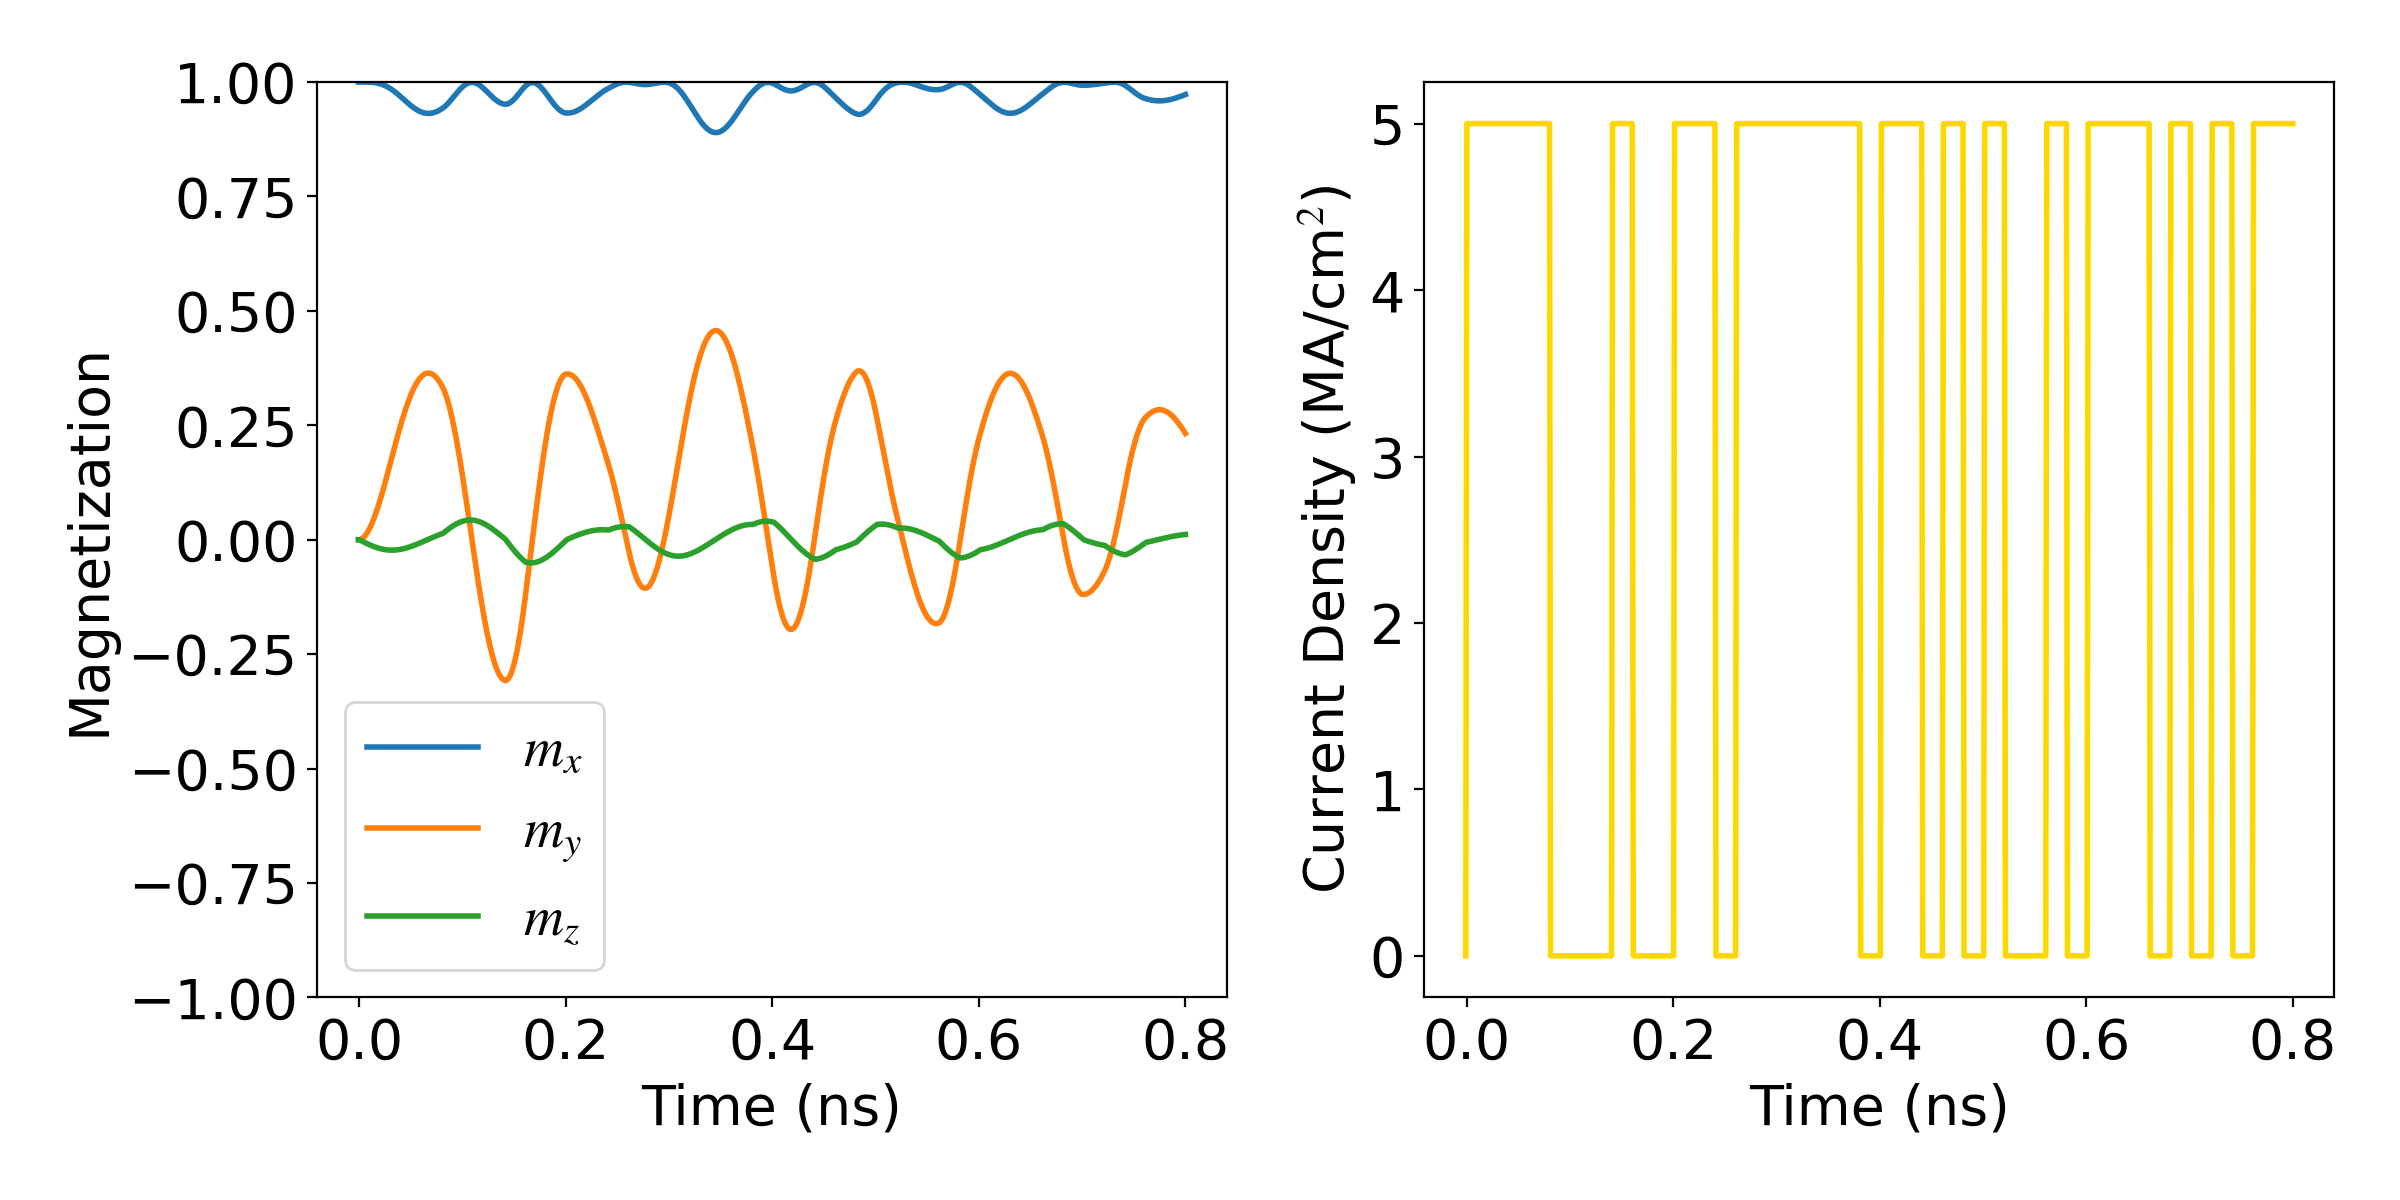 Magnetization
1.00
0.75
0.50
0.25
0.00
−0.25
−0.50
−0.75
−1.00
0.0 0.2 0.4 0.6 0.8
Time (ns)
m_x
m_y
m_z
Current Density (MA/cm²)
5
4
3
2
1
0
0.0 0.2 0.4 0.6 0.8
Time (ns)